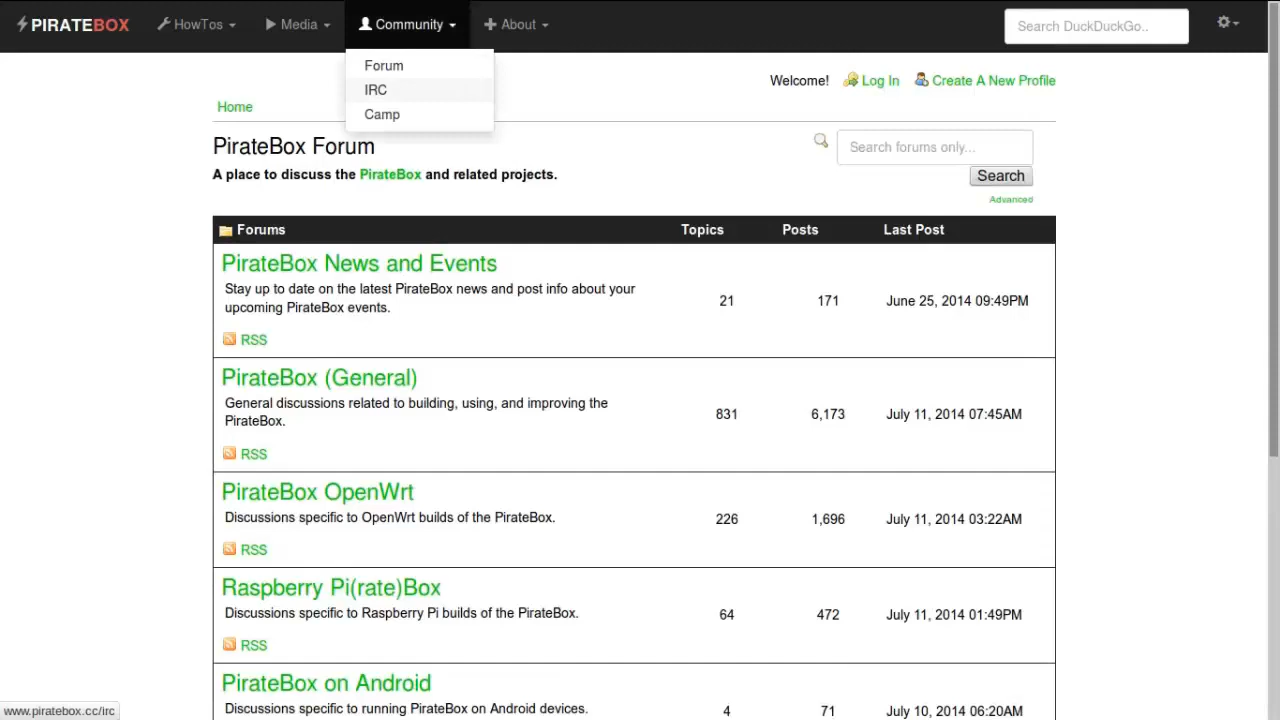 PIRATEBOX HowTos Media Community About Search DuckDuckGo..
Forum
IRC
Camp
Welcome! Log In Create A New Profile
Home
PirateBox Forum
Search forums only...
A place to discuss the PirateBox and related projects.
Search
Advanced
Forums Topics Posts Last Post
PirateBox News and Events
Stay up to date on the latest PirateBox news and post info about your
upcoming PirateBox events.
21 171 June 25, 2014 09:49PM
RSS
PirateBox (General)
General discussions related to building, using, and improving the
PirateBox.
831 6,173 July 11, 2014 07:45AM
RSS
PirateBox OpenWrt
Discussions specific to OpenWrt builds of the PirateBox.
226 1,696 July 11, 2014 03:22AM
RSS
Raspberry Pi(rate)Box
Discussions specific to Raspberry Pi builds of the PirateBox.
64 472 July 11, 2014 01:49PM
RSS
PirateBox on Android
Discussions specific to running PirateBox on Android devices.
4 71 July 10, 2014 06:20AM
www.piratebox.cc/irc